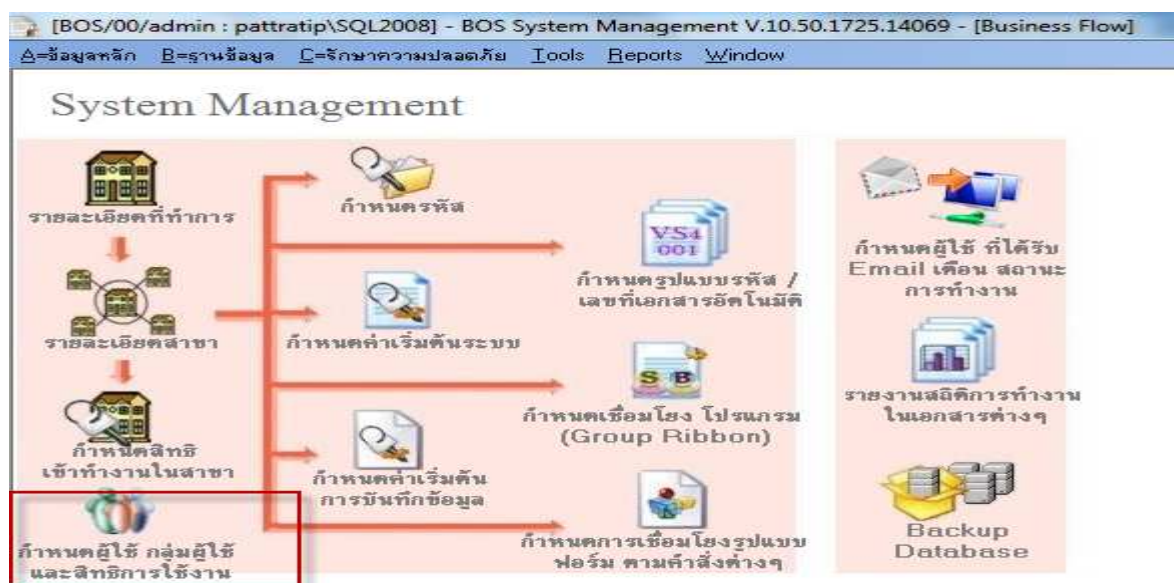 [BOS/00/admin : pattratip\SQL2008] - BOS System Management V.10.50.1725.14069 - [Business Flow]
A=ข้อมูลหลัก B=ฐานข้อมูล C=รักษาความปลอดภัย Tools Reports Window
System Management
รายละเอียดที่ทำการ
รายละเอียดสาขา
กำหนดสิทธิ
เข้าทำงานในสาขา
กำหนดผู้ใช้ กลุ่มผู้ใช้
และสิทธิการใช้งาน
กำหนดรหัส
กำหนดค่าเริ่มต้นระบบ
กำหนดค่าเริ่มต้น
การบันทึกข้อมูล
VS4
001
กำหนดรูปแบบรหัส /
เลขที่เอกสารอัตโนมัติ
S B
กำหนดเชื่อมโยง โปรแกรม
(Group Ribbon)
กำหนดการเชื่อมโยงรูปแบบ
ฟอร์ม ตามคำสั่งต่างๆ
กำหนดผู้ใช้ ที่ได้รับ
Email เตือน สถานะ
การทำงาน
รายงานสถิติการทำงาน
ในเอกสารต่างๆ
Backup
Database